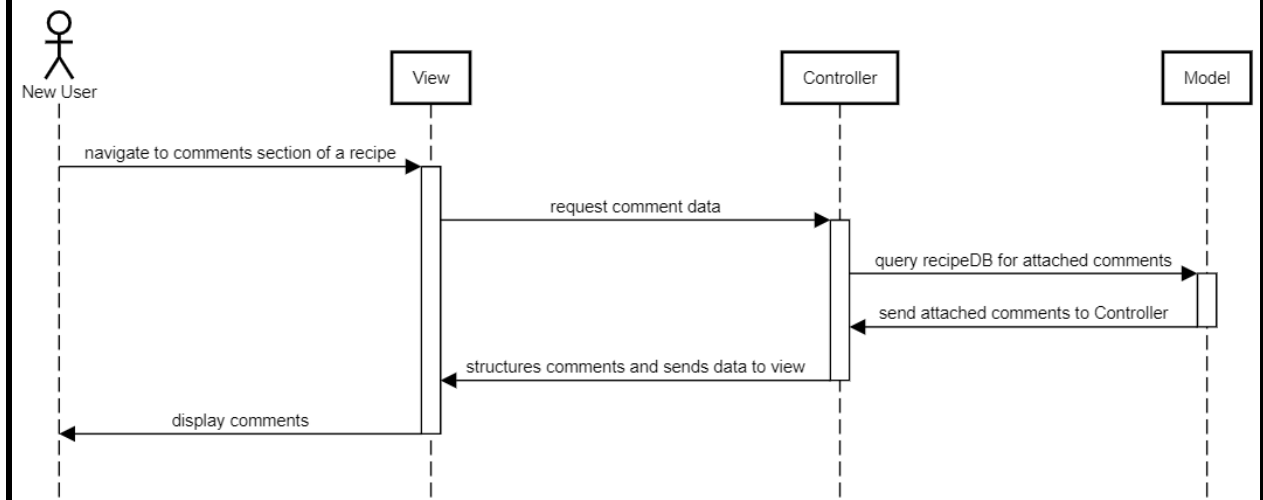 New User
View
Controller
Model
navigate to comments section of a recipe
request comment data
query recipeDB for attached comments
send attached comments to Controller
structures comments and sends data to view
display comments